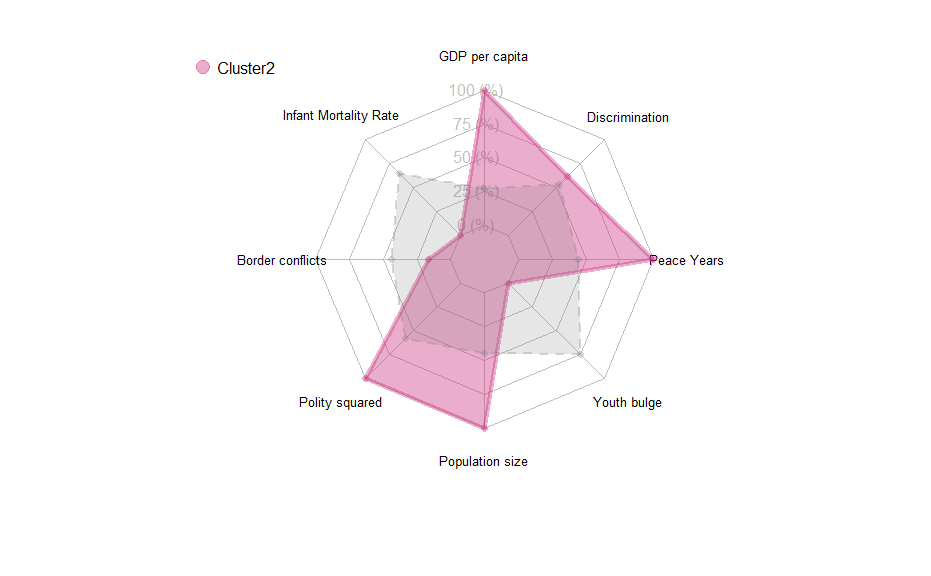 GDP per capita
Cluster2
100 (%)
Infant Mortality Rate
Discrimination
75 (%)
50 (%)
25 (%)
0 (%)
Border conflicts
Peace Years
Polity squared
Youth bulge
Population size